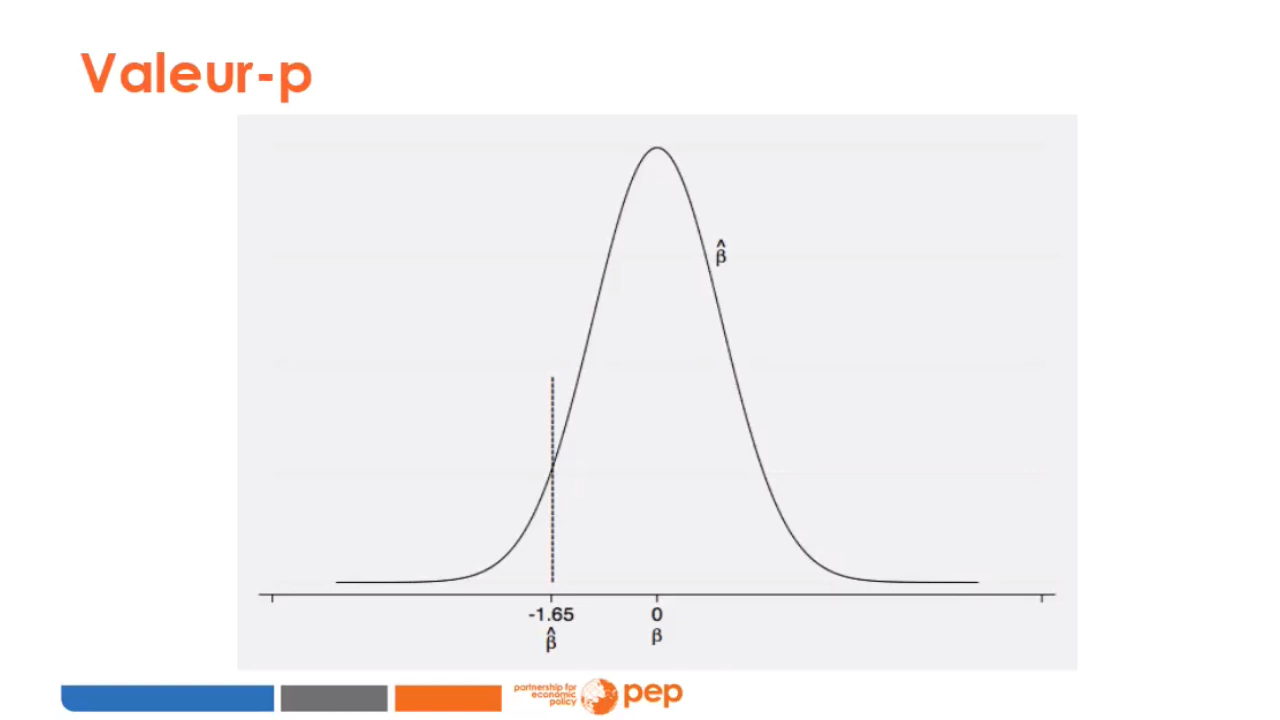 Valeur-p
β̂
-1.65
0
β̂
β
partnership for
economic
policy
pep